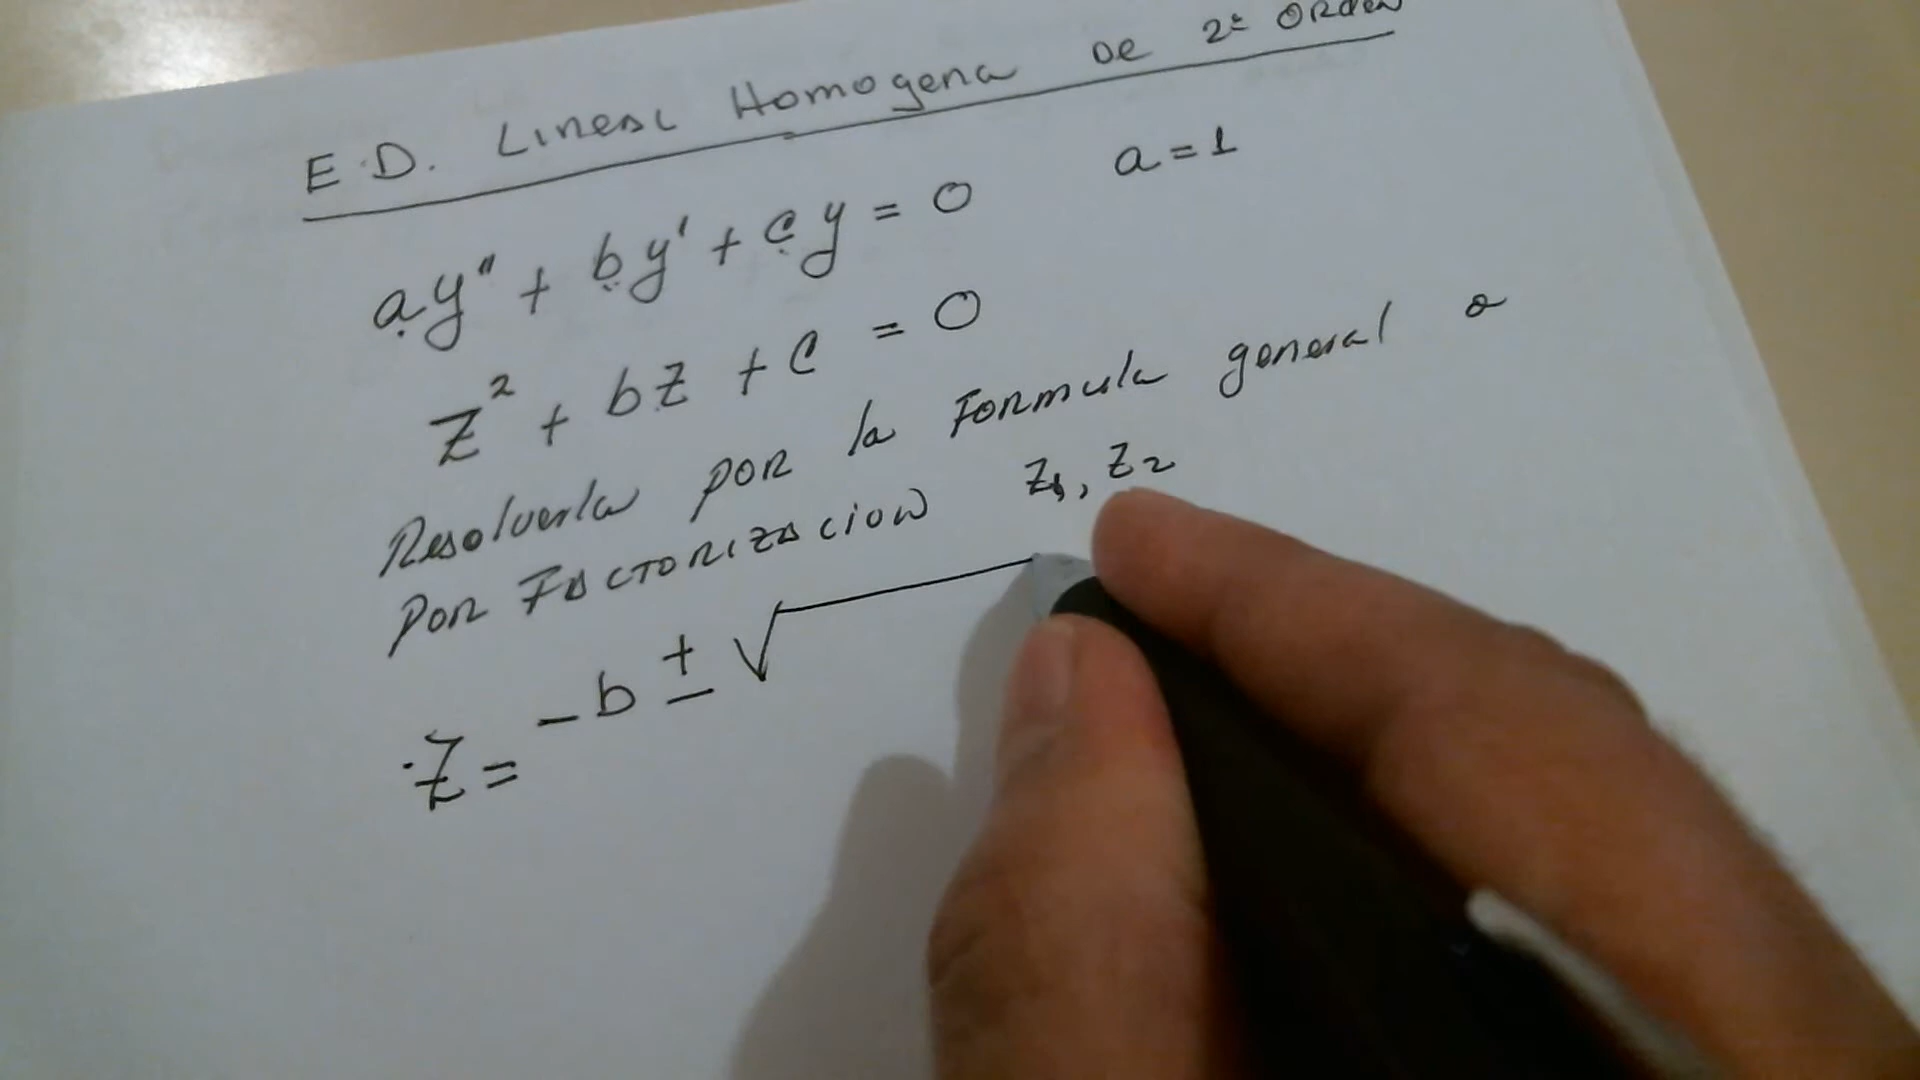 E.D. Lineal Homogena De 2º Orden
a = 1
ay'' + by' + cy = 0
z² + bz + c = 0
Resolverla por la Formula general o
por Factorizacion z₁, z₂
z = -b ± √